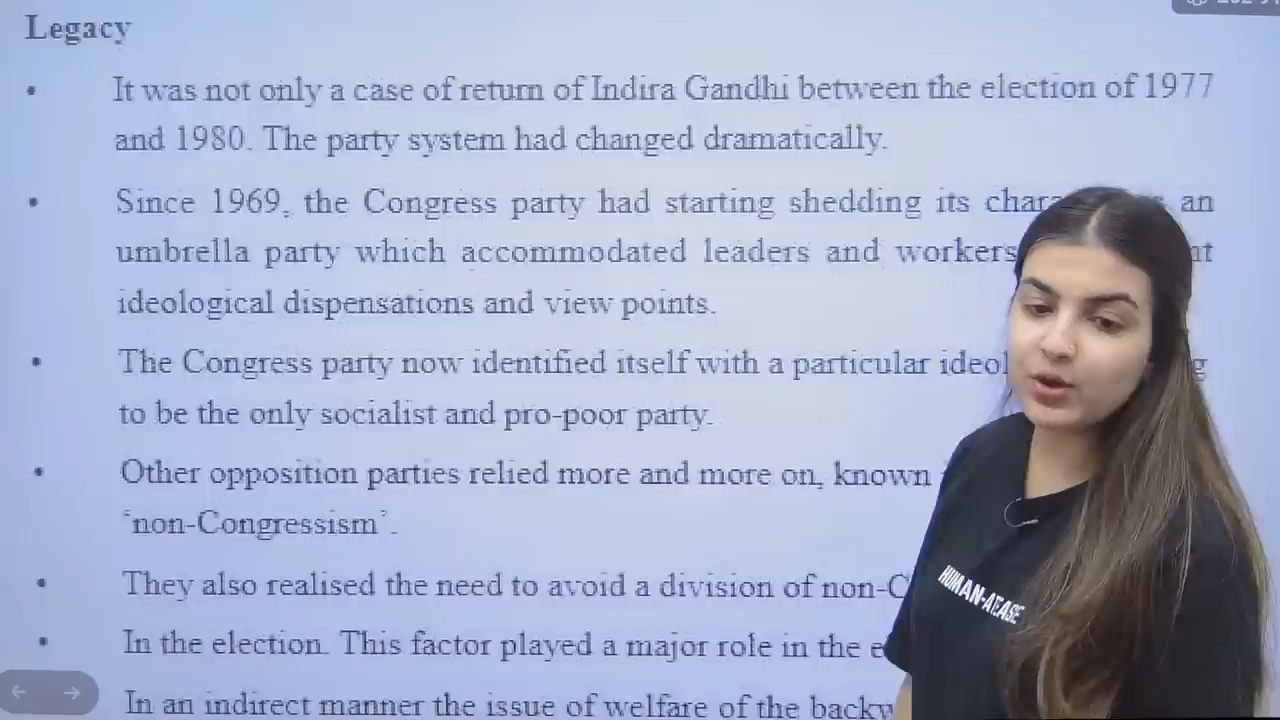 Legacy
• It was not only a case of return of Indira Gandhi between the election of 1977
and 1980. The party system had changed dramatically.
• Since 1969, the Congress party had starting shedding its an
umbrella party which accommodated leaders and workers
ideological dispensations and view points.
• The Congress party now identified itself with a particular
to be the only socialist and pro-poor party.
• Other opposition parties relied more and more on, known
'non-Congressism'.
• They also realised the need to avoid a division of
• In the election. This factor played a major role in the
In an indirect manner the issue of welfare of the
HUMAN-ATEASE